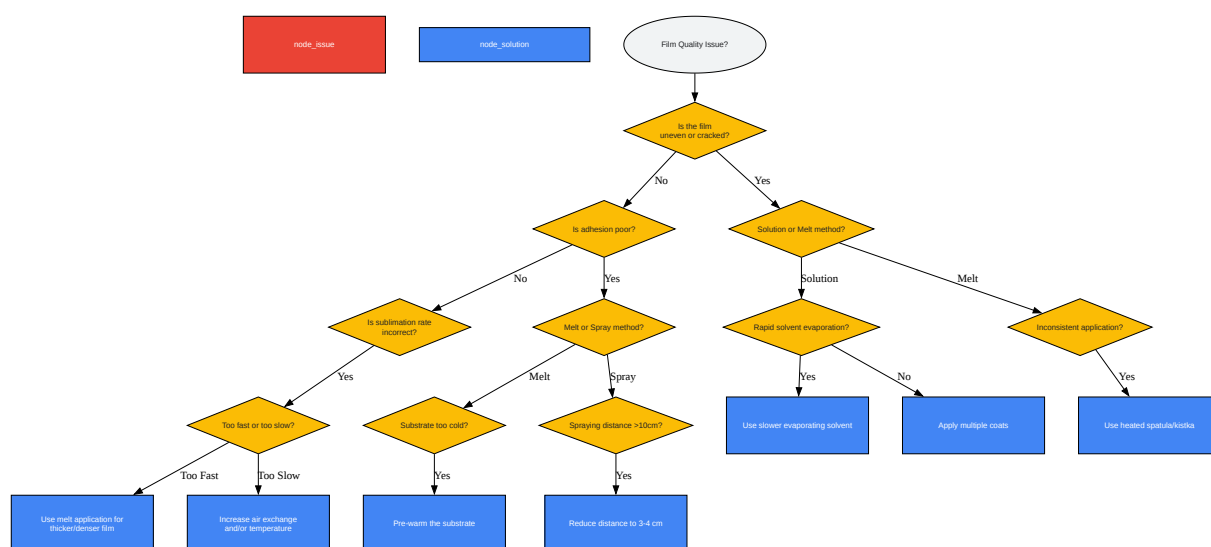 node_issue
node_solution
Film Quality Issue?
Is the film
uneven or cracked?
No
Yes
Is adhesion poor?
Solution or Melt method?
No
Yes
Solution
Melt
Is sublimation rate
incorrect?
Melt or Spray method?
Rapid solvent evaporation?
Inconsistent application?
Yes
Melt
Spray
Yes
No
Yes
Too fast or too slow?
Substrate too cold?
Spraying distance >10cm?
Use slower evaporating solvent
Apply multiple coats
Use heated spatula/kistka
Too Fast
Too Slow
Yes
Yes
Use melt application for
thicker/denser film
Increase air exchange
and/or temperature
Pre-warm the substrate
Reduce distance to 3-4 cm